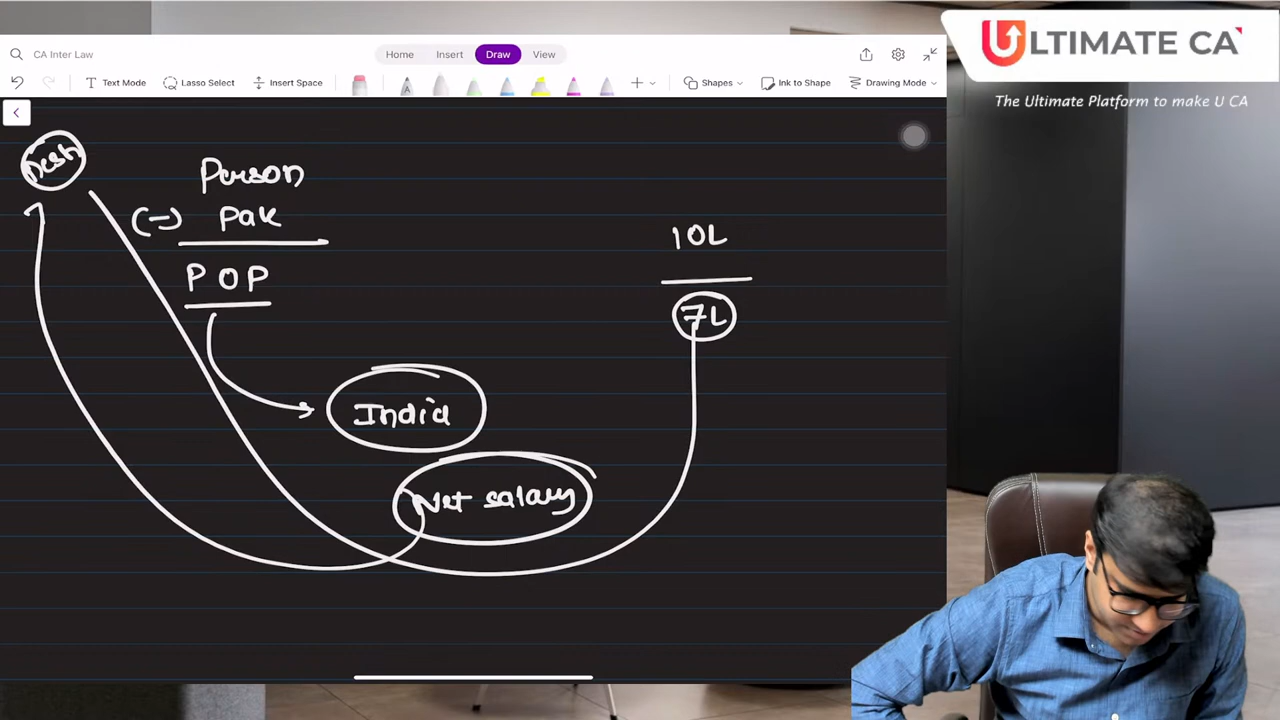 ULTIMATE CA
The Ultimate Platform to make U CA
CA Inter Law
Home Insert Draw View
Text Mode Lasso Select Insert Space Shapes Ink to Shape Drawing Mode
Person
(-) Pak
POP
10L
7L
India
Net salary